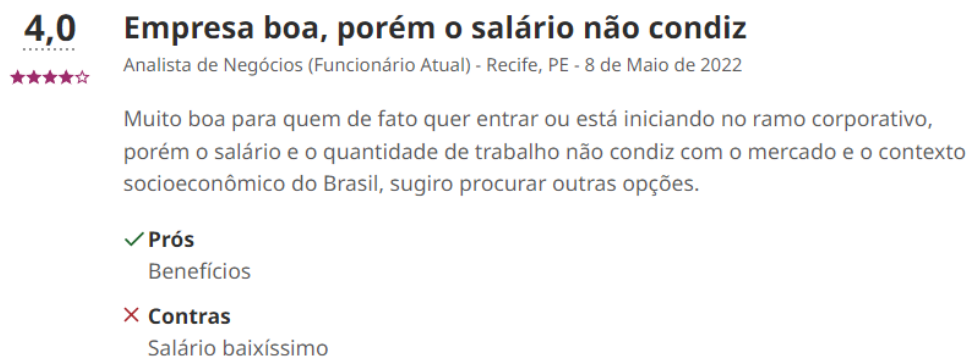 4,0
Empresa boa, porém o salário não condiz
Analista de Negócios (Funcionário Atual) - Recife, PE - 8 de Maio de 2022
Muito boa para quem de fato quer entrar ou está iniciando no ramo corporativo,
porém o salário e o quantidade de trabalho não condiz com o mercado e o contexto
socioeconômico do Brasil, sugiro procurar outras opções.
Prós
Benefícios
Contras
Salário baixíssimo